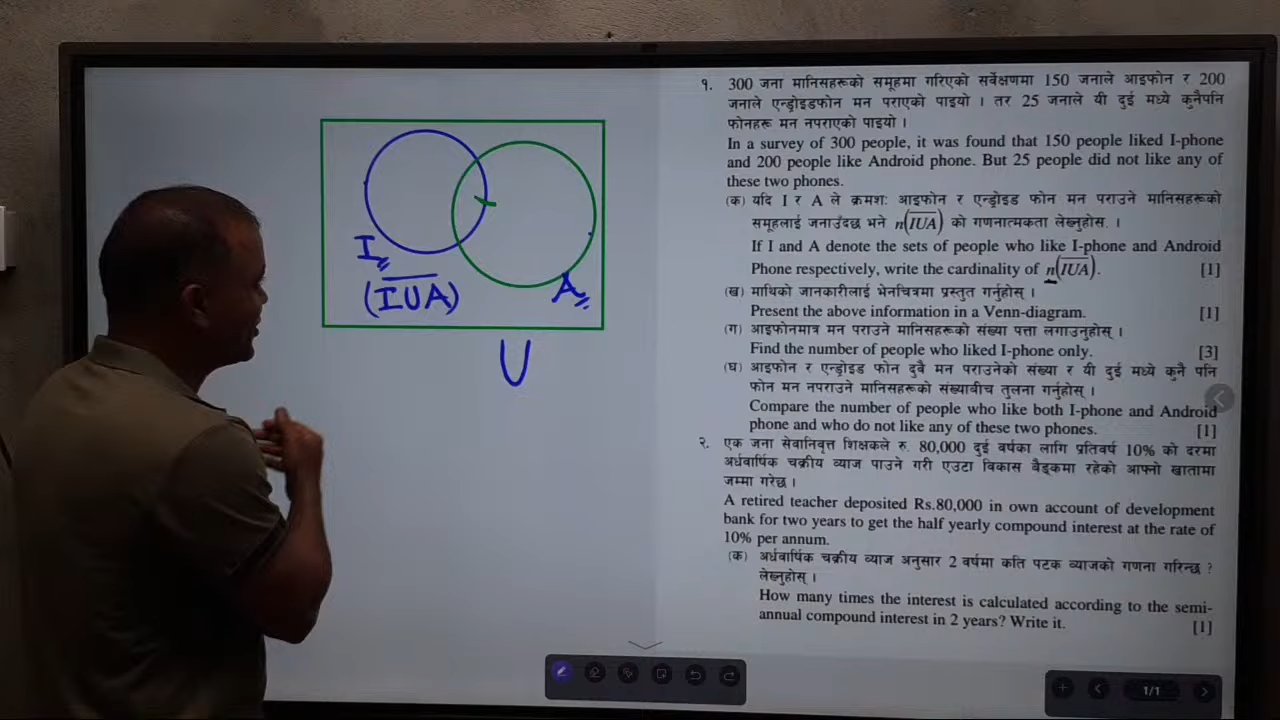 I
(I∪A)‾
A
U
१. 300 जना मानिसहरूको समूहमा गरिएको सर्वेक्षणमा 150 जनाले आइफोन र 200
जनाले एन्ड्रोइडफोन मन पराएको पाइयो । तर 25 जनाले यी दुई मध्ये कुनैपनि
फोनहरू मन नपराएको पाइयो ।
In a survey of 300 people, it was found that 150 people liked I-phone
and 200 people like Android phone. But 25 people did not like any of
these two phones.
(क) यदि I र A ले क्रमशः आइफोन र एन्ड्रोइड फोन मन पराउने मानिसहरूको
समूहलाई जनाउँदछ भने n(I̅U̅A̅) को गणनात्मकता लेख्नुहोस् ।
If I and A denote the sets of people who like I-phone and Android
Phone respectively, write the cardinality of n(I̅U̅A̅). [1]
(ख) माथिको जानकारीलाई भेनचित्रमा प्रस्तुत गर्नुहोस् ।
Present the above information in a Venn-diagram. [1]
(ग) आइफोनमात्र मन पराउने मानिसहरूको संख्या पत्ता लगाउनुहोस् ।
Find the number of people who liked I-phone only. [3]
(घ) आइफोन र एन्ड्रोइड फोन दुवै मन पराउनेको संख्या र यी दुई मध्ये कुनै पनि
फोन मन नपराउने मानिसहरूको संख्याबीच तुलना गर्नुहोस् ।
Compare the number of people who like both I-phone and Android
phone and who do not like any of these two phones. [1]
२. एक जना सेवानिवृत्त शिक्षकले रु. 80,000 दुई वर्षका लागि प्रतिवर्ष 10% को दरमा
अर्धवार्षिक चक्रीय व्याज पाउने गरी एउटा विकास बैङ्कमा रहेको आफ्नो खातामा
जम्मा गरेछ ।
A retired teacher deposited Rs.80,000 in own account of development
bank for two years to get the half yearly compound interest at the rate of
10% per annum.
(क) अर्धवार्षिक चक्रीय व्याज अनुसार 2 वर्षमा कति पटक व्याजको गणना गरिन्छ ?
लेख्नुहोस् ।
How many times the interest is calculated according to the semi-
annual compound interest in 2 years? Write it. [1]
1/1